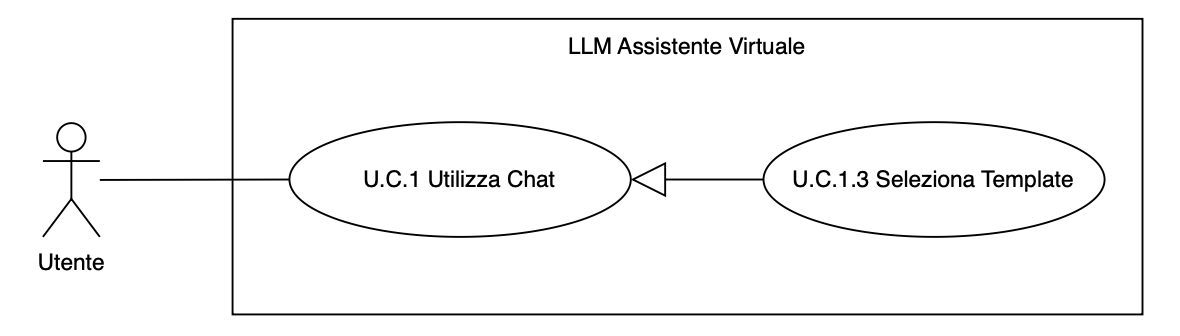 LLM Assistente Virtuale
U.C.1 Utilizza Chat
U.C.1.3 Seleziona Template
Utente